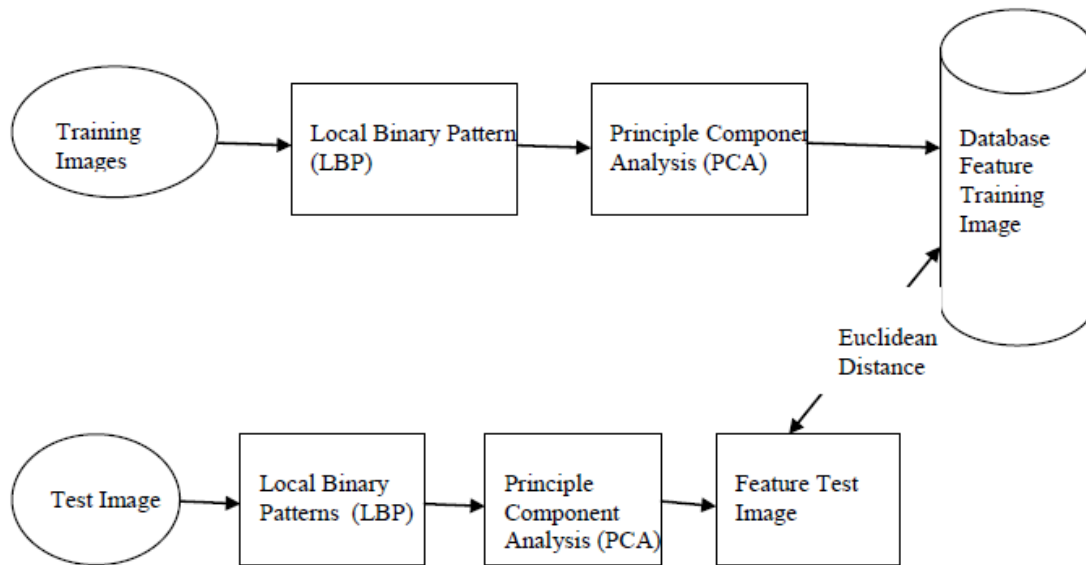 Training
Images
Local Binary Pattern
(LBP)
Principle Component
Analysis (PCA)
Database
Feature
Training
Image
Euclidean
Distance
Test Image
Local Binary
Patterns (LBP)
Principle
Component
Analysis (PCA)
Feature Test
Image